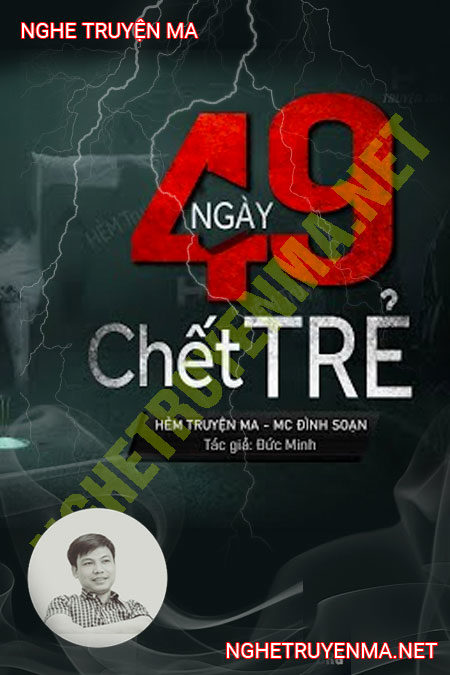 NGHE TRUYỆN MA
49
NGÀY
Chết TRẺ
HẺM TRUYỆN MA - MC ĐÌNH SOẠN
Tác giả: Đức Minh
NGHETRUYENMA.NET
NGHETRUYENMA.NET